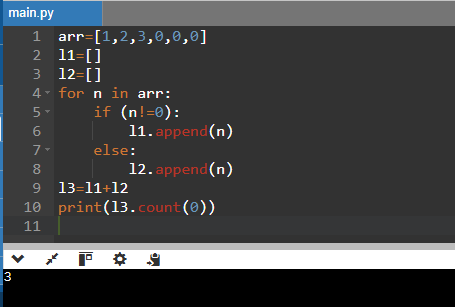 main.py
1 arr=[1,2,3,0,0,0]
2 l1=[]
3 l2=[]
4 for n in arr:
5     if (n!=0):
6         l1.append(n)
7     else:
8         l2.append(n)
9 l3=l1+l2
10 print(l3.count(0))
11
3